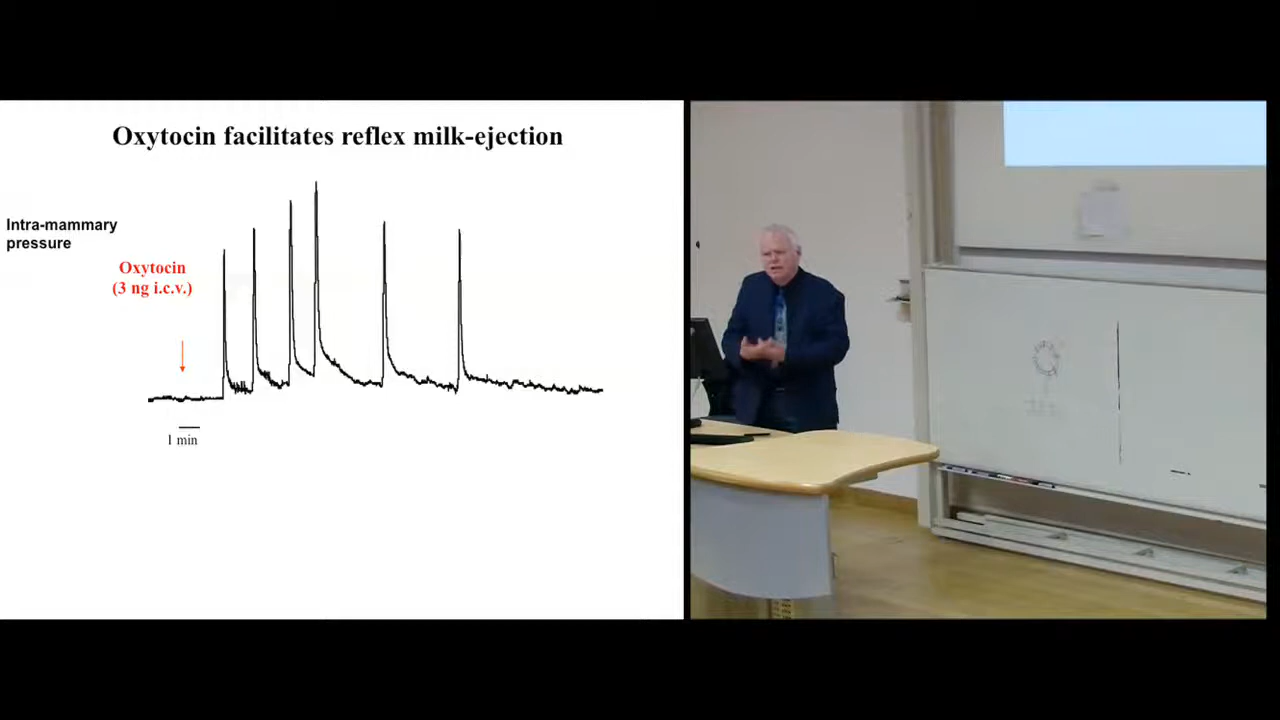 Oxytocin facilitates reflex milk-ejection
Intra-mammary
pressure
Oxytocin
(3 ng i.c.v.)
1 min